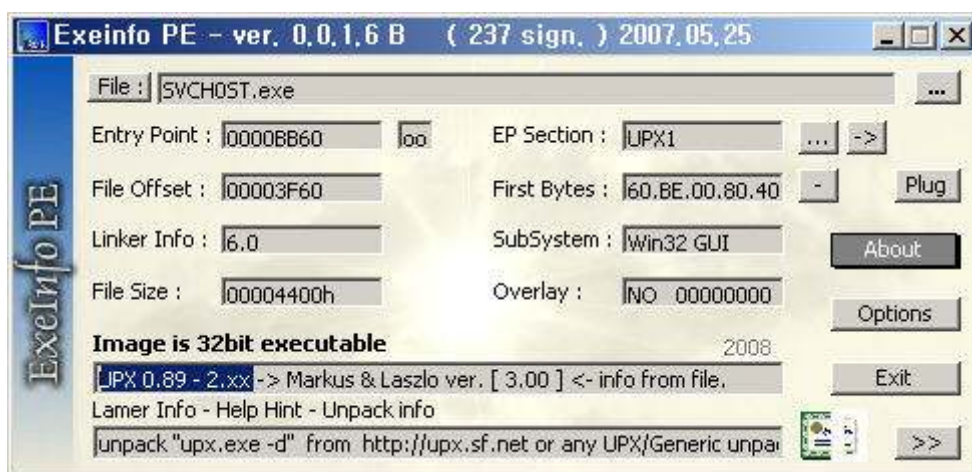 Exeinfo PE - ver. 0.0.1.6 B ( 237 sign. ) 2007.05.25
File : SVCH0ST.exe ...
Entry Point : 0000BB60 oo EP Section : UPX1 ... ->
File Offset : 00003F60 First Bytes : 60.BE.00.80.40 - Plug
Linker Info : 6.0 SubSystem : Win32 GUI About
File Size : 00004400h Overlay : NO 00000000 Options
Image is 32bit executable 2008
UPX 0.89 - 2.xx -> Markus & Laszlo ver. [ 3.00 ] <- info from file. Exit
Lamer Info - Help Hint - Unpack info
unpack "upx.exe -d" from http://upx.sf.net or any UPX/Generic unpa >>
ExeInfo PE